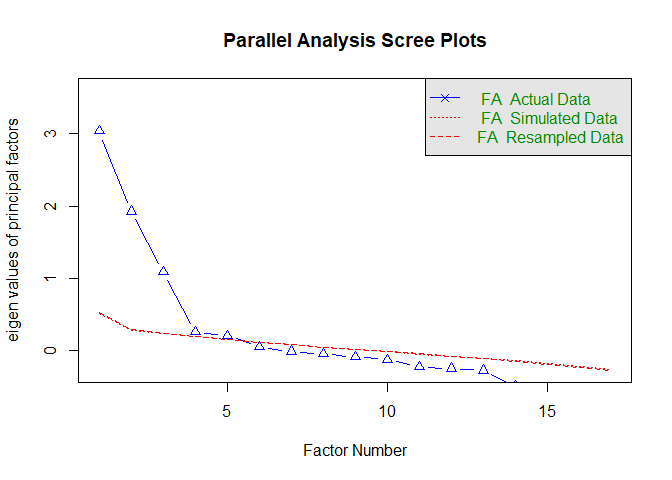 Parallel Analysis Scree Plots
FA  Actual Data
FA  Simulated Data
FA  Resampled Data
eigen values of principal factors
3
2
1
0
5
10
15
Factor Number